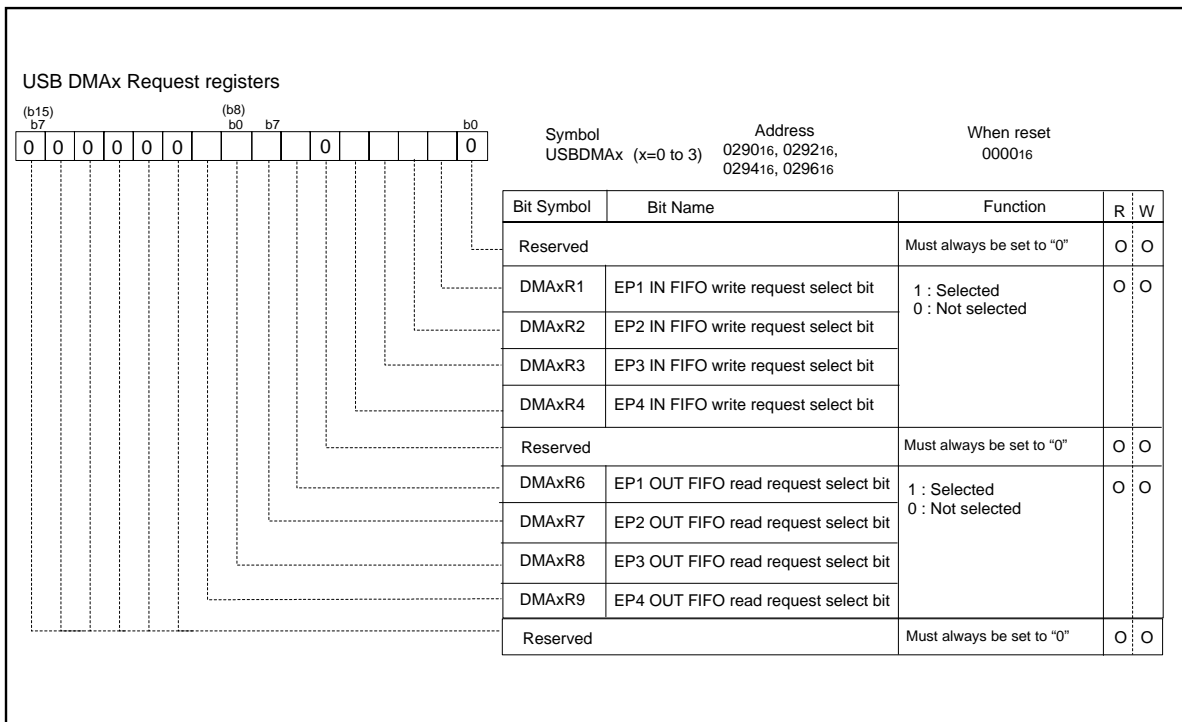 USB DMAx Request registers
(b15) (b8)
b7 b0 b7 b0
0 0 0 0 0 0 0 0
Symbol Address When reset
USBDMAx (x=0 to 3) 029016, 029216, 000016
029416, 029616
Bit Symbol Bit Name Function R W
Reserved Must always be set to “0” O O
DMAxR1 EP1 IN FIFO write request select bit 1 : Selected O O
0 : Not selected
DMAxR2 EP2 IN FIFO write request select bit
DMAxR3 EP3 IN FIFO write request select bit
DMAxR4 EP4 IN FIFO write request select bit
Reserved Must always be set to “0” O O
DMAxR6 EP1 OUT FIFO read request select bit 1 : Selected O O
0 : Not selected
DMAxR7 EP2 OUT FIFO read request select bit
DMAxR8 EP3 OUT FIFO read request select bit
DMAxR9 EP4 OUT FIFO read request select bit
Reserved Must always be set to “0” O O